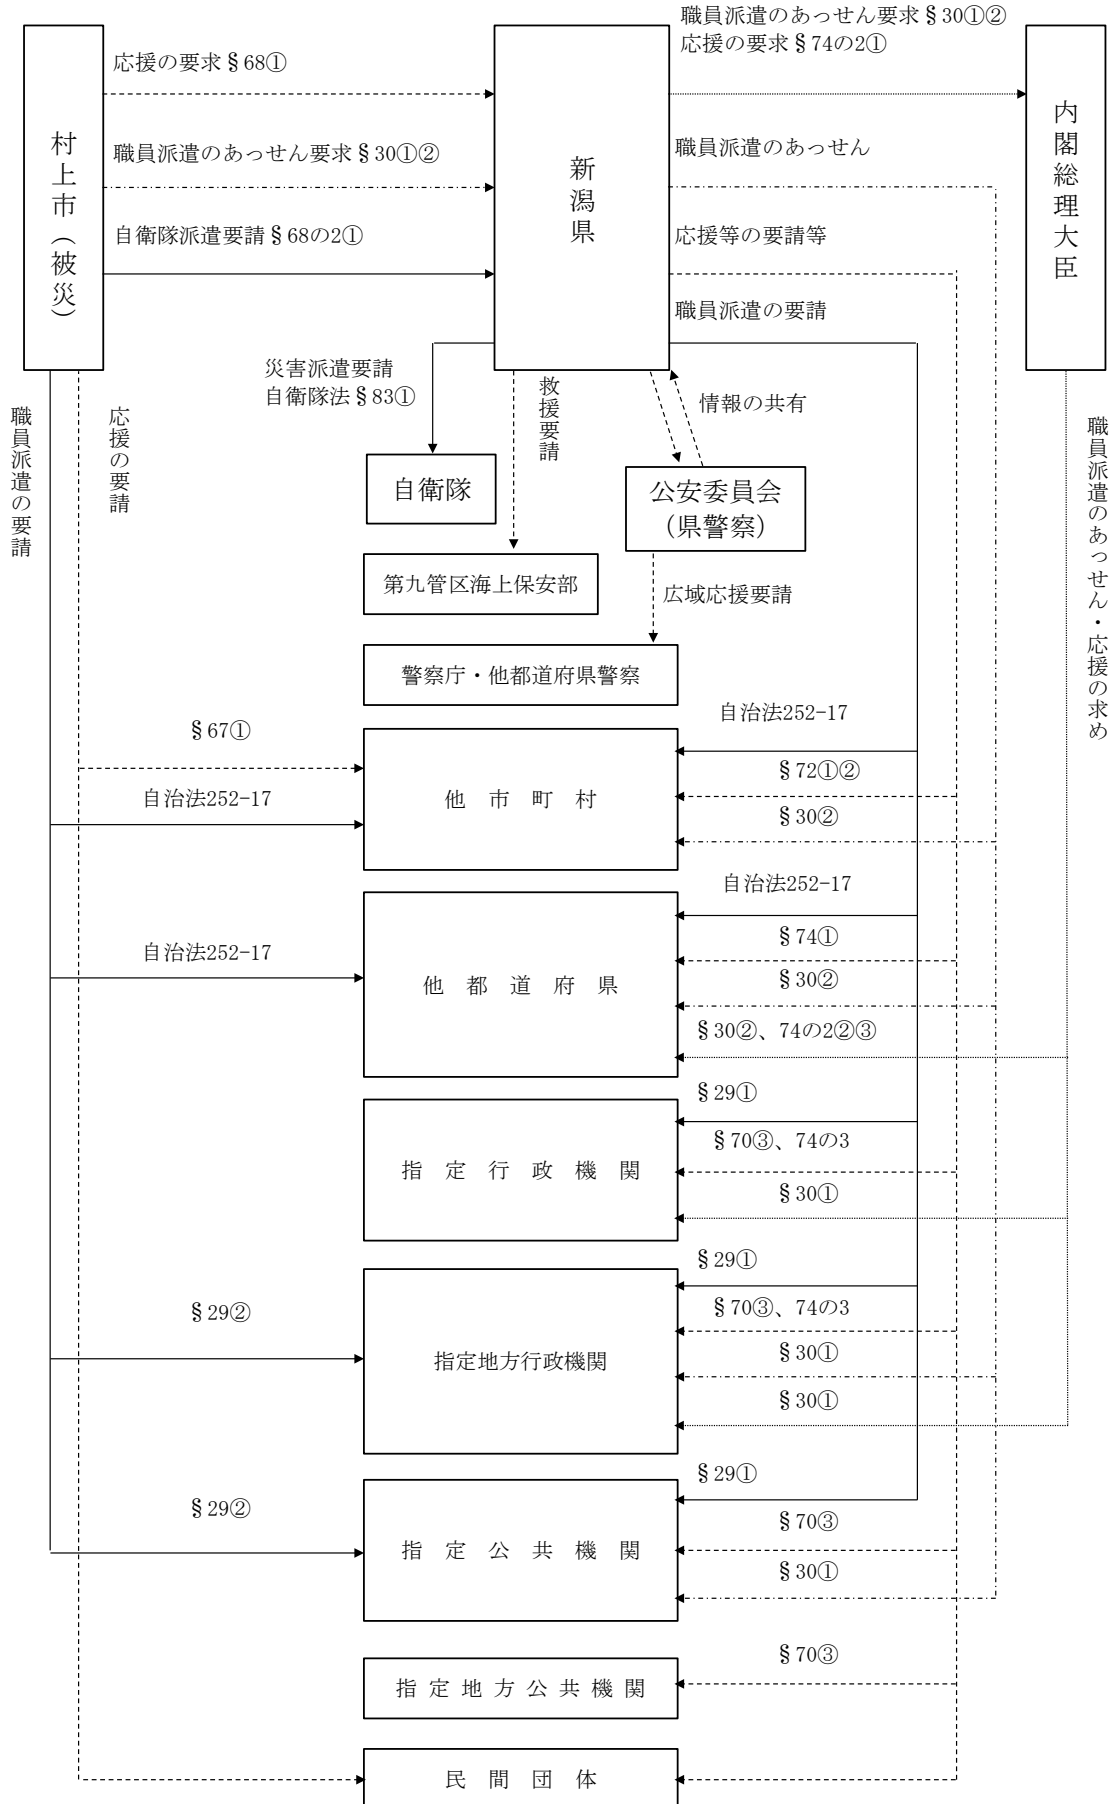 職員派遣のあっせん要求§30①②
応援の要求§74の2①
応援の要求§68①
職員派遣のあっせん要求§30①②
自衛隊派遣要請§68の2①
村上市（被災）
新潟県
内閣総理大臣
職員派遣のあっせん
応援等の要請等
職員派遣の要請
災害派遣要請
自衛隊法§83①
救援要請
情報の共有
職員派遣の要請
応援の要請
職員派遣のあっせん・応援の求め
自衛隊
公安委員会
（県警察）
第九管区海上保安部
広域応援要請
警察庁・他都道府県警察
§67①
自治法252-17
自治法252-17
§72①②
§30②
他市町村
自治法252-17
自治法252-17
§74①
§30②
§30②、74の2②③
他都道府県
§29①
§70③、74の3
§30①
指定行政機関
§29②
§29①
§70③、74の3
§30①
§30①
指定地方行政機関
§29②
§29①
§70③
§30①
指定公共機関
§70③
指定地方公共機関
民間団体